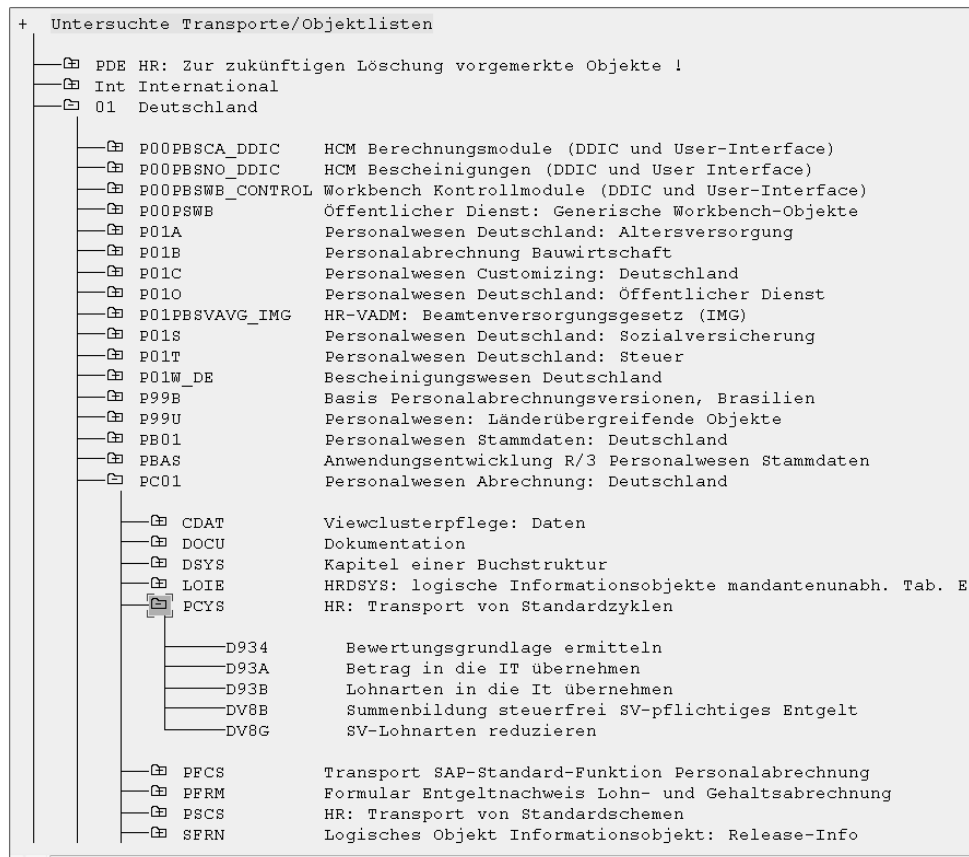 + Untersuchte Transporte/Objektlisten
PDE HR: Zur zukünftigen Löschung vorgemerkte Objekte !
Int International
01 Deutschland
P00PBSCA_DDIC HCM Berechnungsmodule (DDIC und User-Interface)
P00PBSNO_DDIC HCM Bescheinigungen (DDIC und User Interface)
P00PBSWB_CONTROL Workbench Kontrollmodule (DDIC und User-Interface)
P00PSWB Öffentlicher Dienst: Generische Workbench-Objekte
P01A Personalwesen Deutschland: Altersversorgung
P01B Personalabrechnung Bauwirtschaft
P01C Personalwesen Customizing: Deutschland
P01O Personalwesen Deutschland: Öffentlicher Dienst
P01PBSVAVG_IMG HR-VADM: Beamtenversorgungsgesetz (IMG)
P01S Personalwesen Deutschland: Sozialversicherung
P01T Personalwesen Deutschland: Steuer
P01W_DE Bescheinigungswesen Deutschland
P99B Basis Personalabrechnungsversionen, Brasilien
P99U Personalwesen: Länderübergreifende Objekte
PB01 Personalwesen Stammdaten: Deutschland
PBAS Anwendungsentwicklung R/3 Personalwesen Stammdaten
PC01 Personalwesen Abrechnung: Deutschland
CDAT Viewclusterpflege: Daten
DOCU Dokumentation
DSYS Kapitel einer Buchstruktur
LOIE HRDSYS: logische Informationsobjekte mandantenunabh. Tab. E
PCYS HR: Transport von Standardzyklen
D934 Bewertungsgrundlage ermitteln
D93A Betrag in die IT übernehmen
D93B Lohnarten in die It übernehmen
DV8B Summenbildung steuerfrei SV-pflichtiges Entgelt
DV8G SV-Lohnarten reduzieren
PFCS Transport SAP-Standard-Funktion Personalabrechnung
PFRM Formular Entgeltnachweis Lohn- und Gehaltsabrechnung
PSCS HR: Transport von Standardschemen
SFRN Logisches Objekt Informationsobjekt: Release-Info